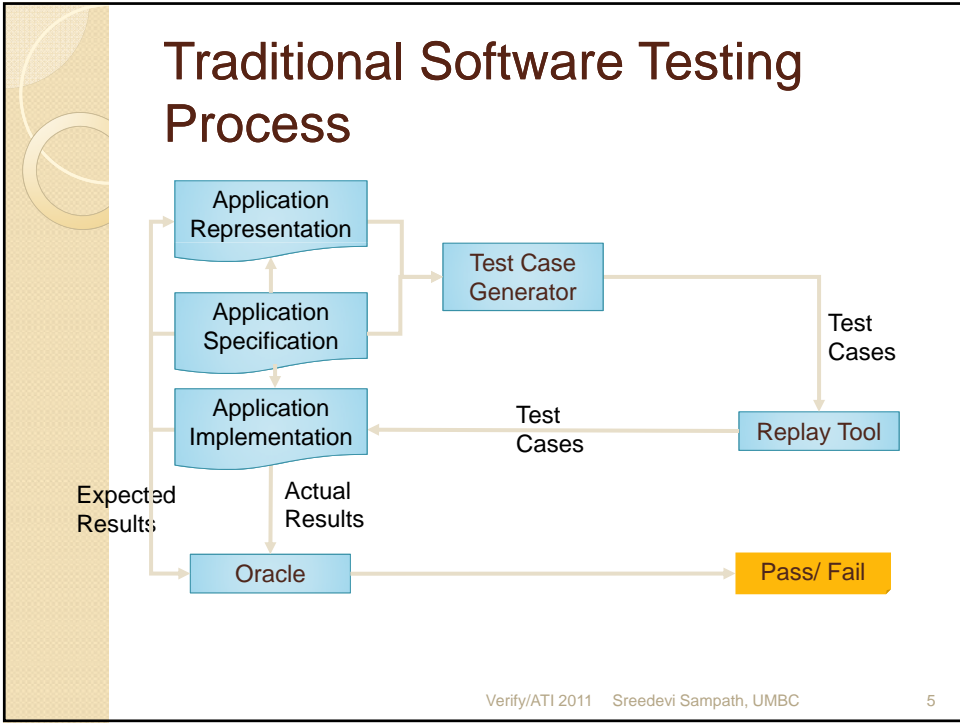 Traditional Software Testing
Process
Application
Representation
Test Case
Generator
Application
Specification
Test
Cases
Application
Implementation
Test
Cases
Replay Tool
Expected
Results
Actual
Results
Oracle
Pass/ Fail
Verify/ATI 2011 Sreedevi Sampath, UMBC 5